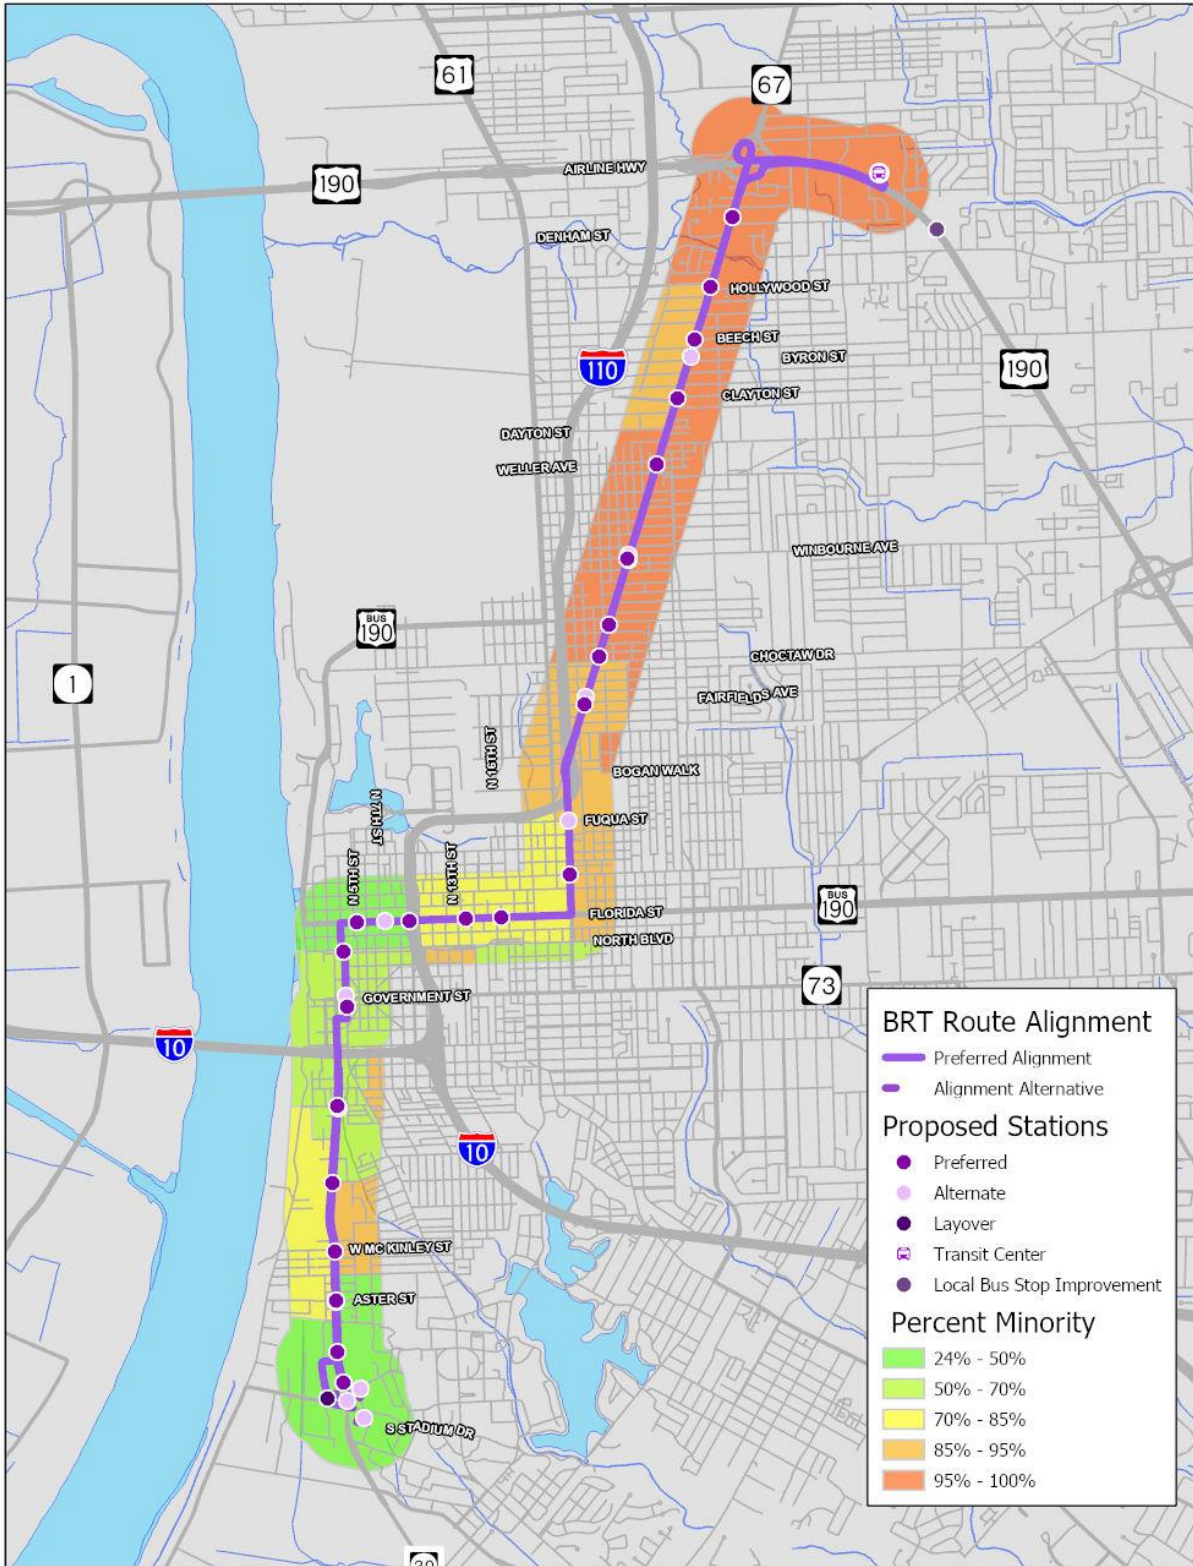 61
67
AIRLINE HWY
190
DENHAM ST
HOLLYWOOD ST
BEECH ST
BYRON ST
110
190
CLAYTON ST
DAYTON ST
WELLER AVE
WINBOURNE AVE
BUS
190
CHOCTAW DR
1
FAIRFIELDS AVE
N 16TH ST
BOGAN WALK
N 7TH ST
FUQUA ST
N 5TH ST
N 13TH ST
BUS
190
FLORIDA ST
NORTH BLVD
73
GOVERNMENT ST
10
10
W MC KINLEY ST
ASTER ST
S STADIUM DR
BRT Route Alignment
Preferred Alignment
Alignment Alternative
Proposed Stations
Preferred
Alternate
Layover
Transit Center
Local Bus Stop Improvement
Percent Minority
24% - 50%
50% - 70%
70% - 85%
85% - 95%
95% - 100%